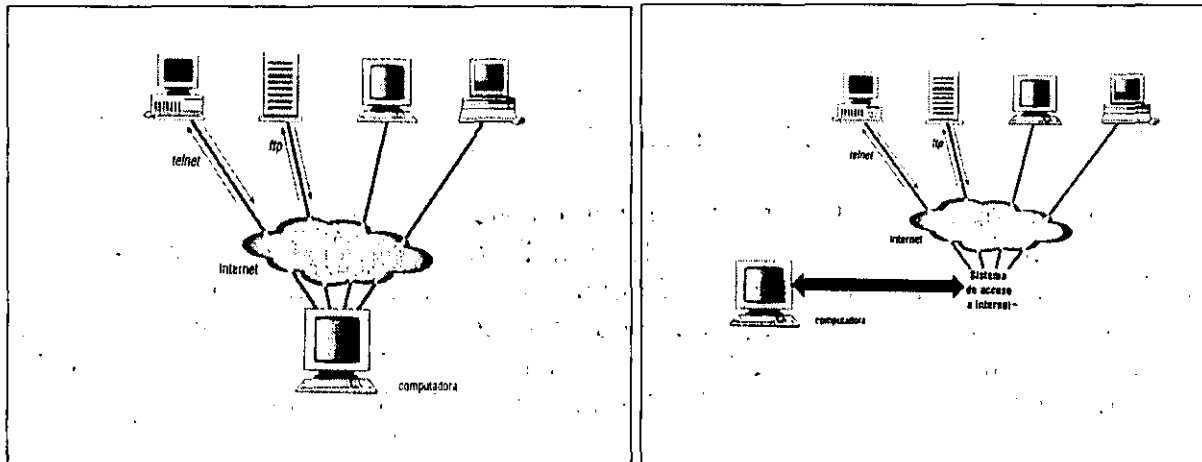 telnet
ftp
Internet
computadora
telnet
ftp
Internet
Sistema
de acceso
a Internet
computadora